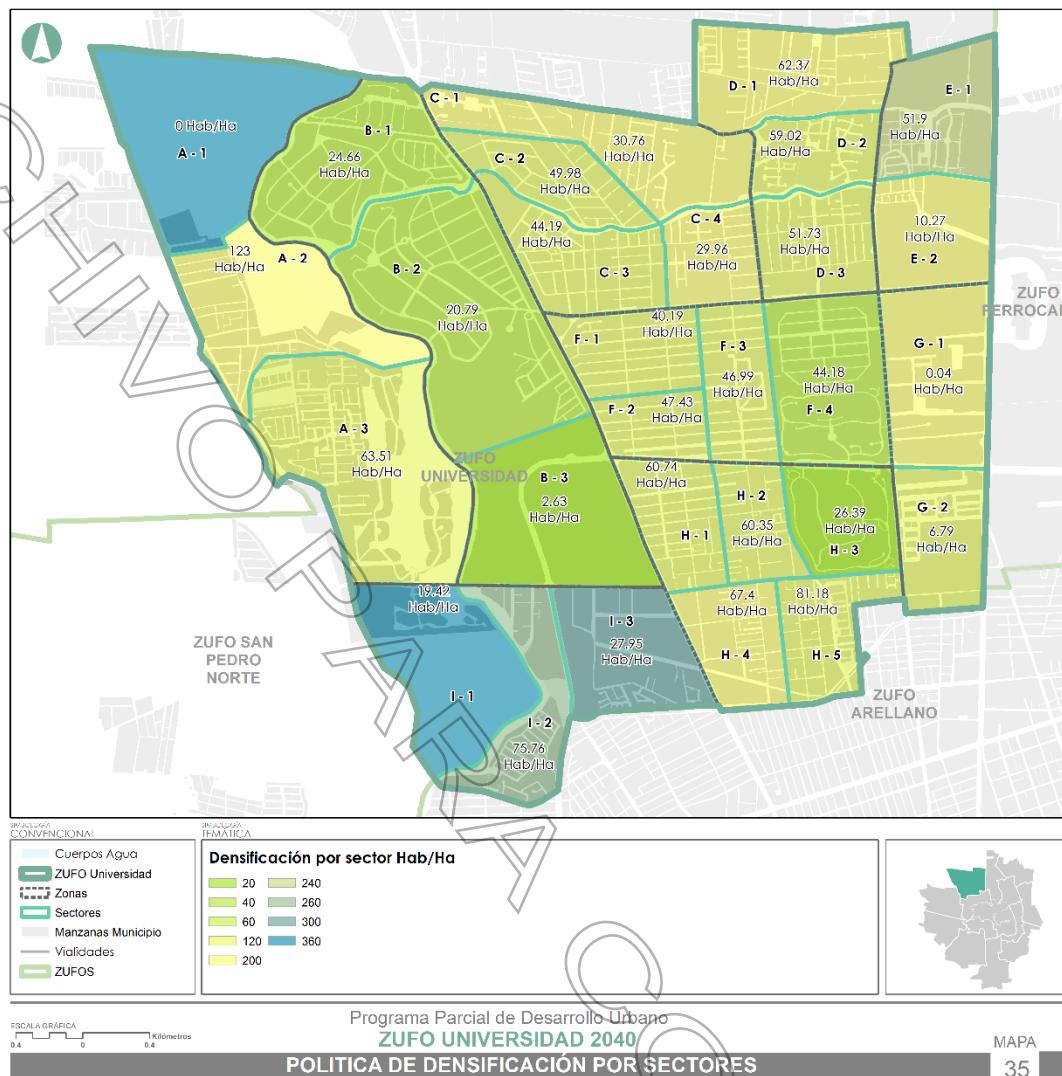 0 Hab/Ha
A - 1
B - 1
24.66
Hab/Ha
C - 1
30.76
Hab/Ha
C - 2
49.98
Hab/Ha
D - 1
62.37
Hab/Ha
59.02
Hab/Ha
D - 2
E - 1
51.9
Hab/Ha
123
Hab/Ha
A - 2
B - 2
20.79
Hab/Ha
44.19
Hab/Ha
C - 3
C - 4
29.96
Hab/Ha
51.73
Hab/Ha
D - 3
10.27
Hab/Ha
E - 2
ZUFO
FERROCAR
F - 1
40.19
Hab/Ha
F - 3
46.99
Hab/Ha
44.18
Hab/Ha
F - 4
G - 1
0.04
Hab/Ha
A - 3
63.51
Hab/Ha
F - 2
47.43
Hab/Ha
ZUFO
UNIVERSIDAD
B - 3
2.63
Hab/Ha
60.74
Hab/Ha
H - 1
H - 2
60.35
Hab/Ha
26.39
Hab/Ha
H - 3
G - 2
6.79
Hab/Ha
19.42
Hab/Ha
I - 1
I - 3
27.95
Hab/Ha
67.4
Hab/Ha
H - 4
81.18
Hab/Ha
H - 5
I - 2
75.76
Hab/Ha
ZUFO SAN
PEDRO
NORTE
ZUFO
ARELLANO
SIMBOLOGÍA
CONVENCIONAL
Cuerpos Agua
ZUFO Universidad
Zonas
Sectores
Manzanas Municipio
Vialidades
ZUFOS
SIMBOLOGÍA
TEMÁTICA
Densificación por sector Hab/Ha
20
40
60
120
200
240
260
300
360
ESCALA GRÁFICA
0.4 0 0.4 Kilómetros
Programa Parcial de Desarrollo Urbano
ZUFO UNIVERSIDAD 2040
POLITICA DE DENSIFICACIÓN POR SECTORES
MAPA
35